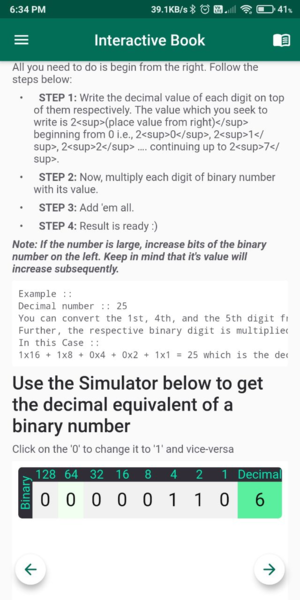 6:34 PM 39.1KB/s 41%
Interactive Book
All you need to do is begin from the right. Follow the
steps below:
• STEP 1: Write the decimal value of each digit on top
of them respectively. The value which you seek to
write is 2<sup>(place value from right)</sup>
beginning from 0 i.e., 2<sup>0</sup>, 2<sup>1</
sup>, 2<sup>2</sup> .... continuing up to 2<sup>7</
sup>.
• STEP 2: Now, multiply each digit of binary number
with its value.
• STEP 3: Add 'em all.
• STEP 4: Result is ready :)
Note: If the number is large, increase bits of the binary
number on the left. Keep in mind that it's value will
increase subsequently.
Example ::
Decimal number :: 25
You can convert the 1st, 4th, and the 5th digit f
Further, the respective binary digit is multiplied
In this Case ::
1x16 + 1x8 + 0x4 + 0x2 + 1x1 = 25 which is the dec
Use the Simulator below to get
the decimal equivalent of a
binary number
Click on the '0' to change it to '1' and vice-versa
Binary
128 64 32 16 8 4 2 1 Decimal
0 0 0 0 0 1 1 0 6